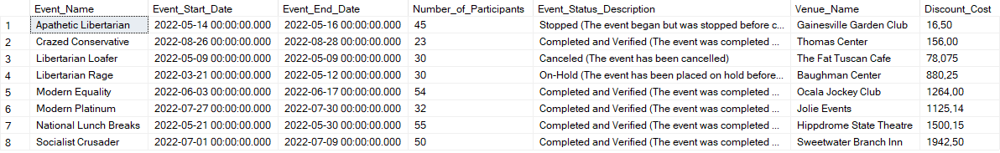 Event_Name Event_Start_Date Event_End_Date Number_of_Participants Event_Status_Description Venue_Name Discount_Cost
1 Apathetic Libertarian 2022-05-14 00:00:00.000 2022-05-16 00:00:00.000 45 Stopped (The event began but was stopped before c... Gainesville Garden Club 16,50
2 Crazed Conservative 2022-08-26 00:00:00.000 2022-08-28 00:00:00.000 23 Completed and Verified (The event was completed ... Thomas Center 156,00
3 Libertarian Loafer 2022-05-09 00:00:00.000 2022-05-09 00:00:00.000 30 Canceled (The event has been cancelled) The Fat Tuscan Cafe 78,075
4 Libertarian Rage 2022-03-21 00:00:00.000 2022-05-12 00:00:00.000 30 On-Hold (The event has been placed on hold before... Baughman Center 880,25
5 Modern Equality 2022-06-03 00:00:00.000 2022-06-17 00:00:00.000 54 Completed and Verified (The event was completed ... Ocala Jockey Club 1264,00
6 Modern Platinum 2022-07-27 00:00:00.000 2022-07-30 00:00:00.000 32 Completed and Verified (The event was completed ... Jolie Events 1125,14
7 National Lunch Breaks 2022-05-21 00:00:00.000 2022-05-30 00:00:00.000 55 Completed and Verified (The event was completed ... Hippdrome State Theatre 1500,15
8 Socialist Crusader 2022-07-01 00:00:00.000 2022-07-09 00:00:00.000 50 Completed and Verified (The event was completed ... Sweetwater Branch Inn 1942,50